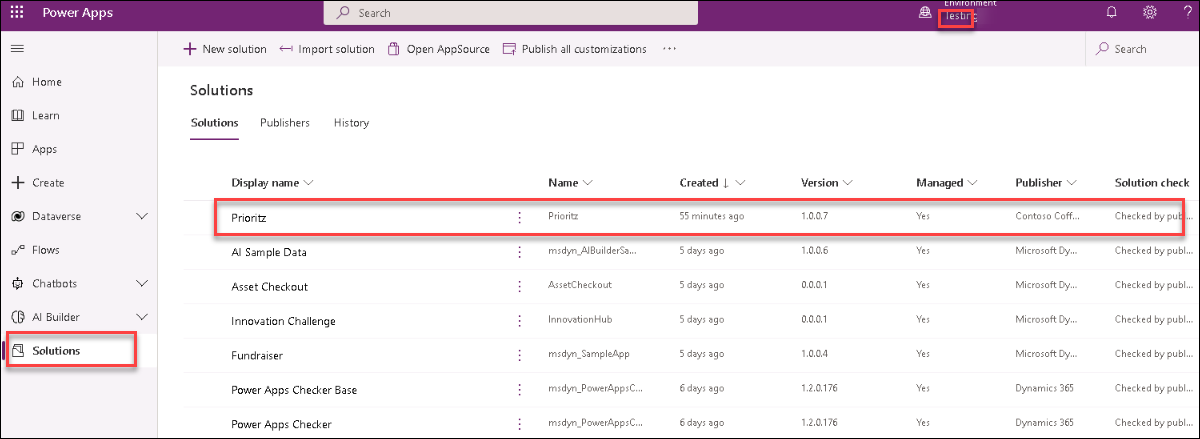 Power Apps
Search
Environment
Testing
New solution
Import solution
Open AppSource
Publish all customizations
...
Search
Home
Learn
Apps
Create
Dataverse
Flows
Chatbots
AI Builder
Solutions
Solutions
Solutions Publishers History
Display name Name Created ↓ Version Managed Publisher Solution check
Prioritz Prioritz 55 minutes ago 1.0.0.7 Yes Contoso Coff... Checked by publ...
AI Sample Data msdyn_AIBuilderSa... 5 days ago 1.0.0.6 Yes Microsoft Dy... Checked by publ...
Asset Checkout AssetCheckout 5 days ago 0.0.0.1 Yes Microsoft Dy... Checked by publ...
Innovation Challenge InnovationHub 5 days ago 0.0.0.1 Yes Microsoft Dy... Checked by publ...
Fundraiser msdyn_SampleApp 5 days ago 1.0.0.4 Yes Microsoft Dy... Checked by publ...
Power Apps Checker Base msdyn_PowerAppsC... 6 days ago 1.2.0.176 Yes Dynamics 365 Checked by publ...
Power Apps Checker msdyn_PowerAppsC... 6 days ago 1.2.0.176 Yes Dynamics 365 Checked by publ...